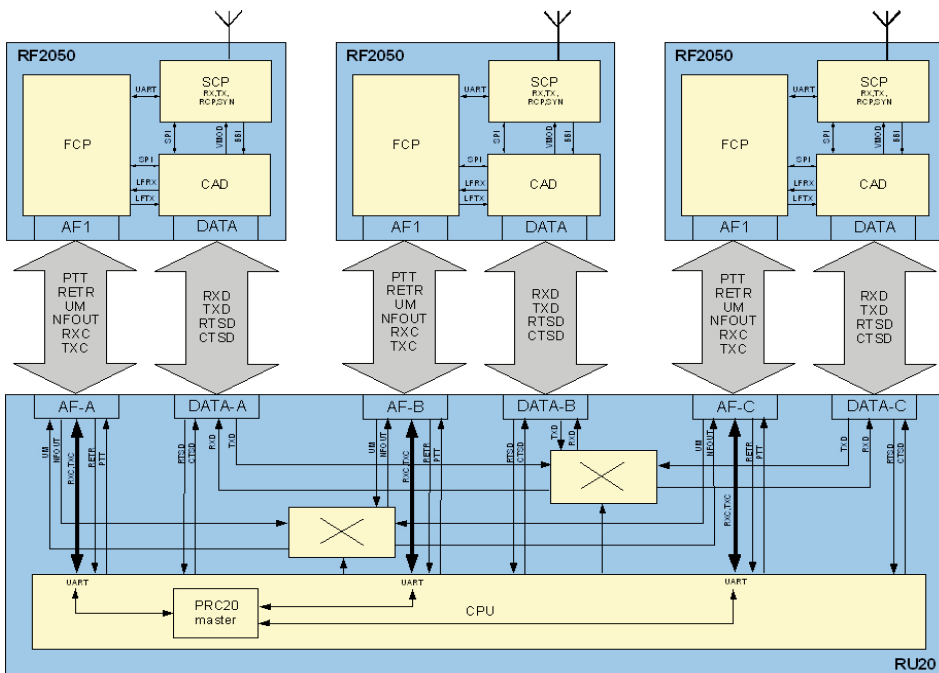 RF2050
SCP
RX,TX,
RCP,SYN
UART
FCP
SPI
VMOD
BBI
SPI
CAD
LFRX
LFTX
AF1
DATA
RF2050
SCP
RX,TX,
RCP,SYN
UART
FCP
SPI
VMOD
BBI
SPI
CAD
LFRX
LFTX
AF1
DATA
RF2050
SCP
RX,TX,
RCP,SYN
UART
FCP
SPI
VMOD
BBI
SPI
CAD
LFRX
LFTX
AF1
DATA
PTT
RETR
UM
NFOUT
RXC
TXC
RXD
TXD
RTSD
CTSD
PTT
RETR
UM
NFOUT
RXC
TXC
RXD
TXD
RTSD
CTSD
PTT
RETR
UM
NFOUT
RXC
TXC
RXD
TXD
RTSD
CTSD
AF-A
DATA-A
AF-B
DATA-B
AF-C
DATA-C
UM
NFOUT
RXC,TXC
RETR
PTT
RTSD
CTSD
RXD
TXD
UM
NFOUT
RXC,TXC
RETR
PTT
RTSD
CTSD
TXD
RXD
UM
NFOUT
RXC,TXC
RETR
PTT
TXD
RXD
RTSD
CTSD
UART
UART
UART
PRC20
master
CPU
RU20